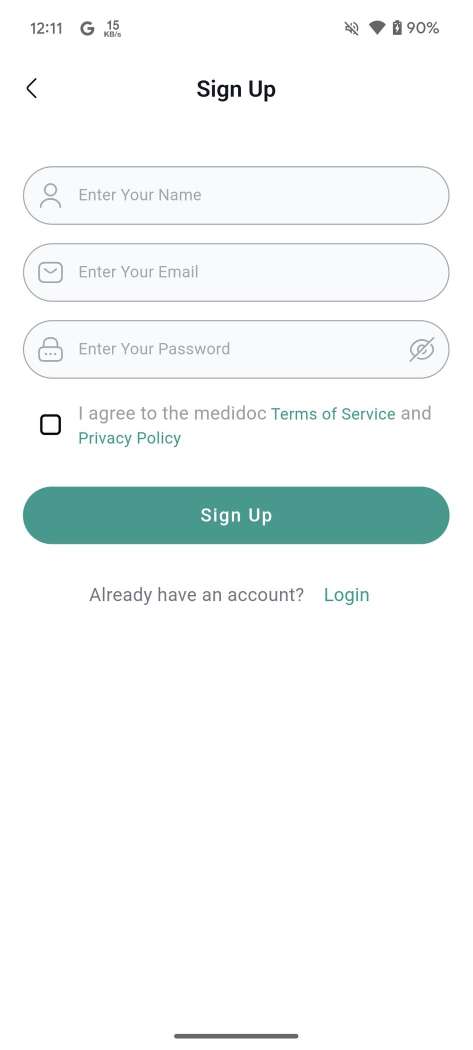 12:11 G 15 KB/s 90%
Sign Up
Enter Your Name
Enter Your Email
Enter Your Password
I agree to the medidoc Terms of Service and
Privacy Policy
Sign Up
Already have an account? Login